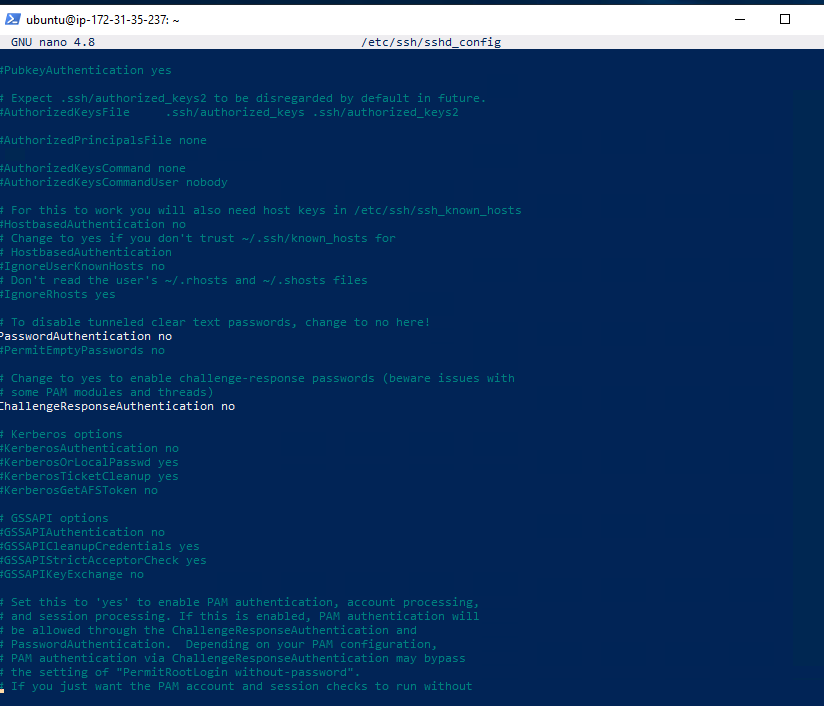 ubuntu@ip-172-31-35-237: ~
GNU nano 4.8 /etc/ssh/sshd_config
#PubkeyAuthentication yes
# Expect .ssh/authorized_keys2 to be disregarded by default in future.
#AuthorizedKeysFile .ssh/authorized_keys .ssh/authorized_keys2
#AuthorizedPrincipalsFile none
#AuthorizedKeysCommand none
#AuthorizedKeysCommandUser nobody
# For this to work you will also need host keys in /etc/ssh/ssh_known_hosts
#HostbasedAuthentication no
# Change to yes if you don't trust ~/.ssh/known_hosts for
# HostbasedAuthentication
#IgnoreUserKnownHosts no
# Don't read the user's ~/.rhosts and ~/.shosts files
#IgnoreRhosts yes
# To disable tunneled clear text passwords, change to no here!
PasswordAuthentication no
#PermitEmptyPasswords no
# Change to yes to enable challenge-response passwords (beware issues with
# some PAM modules and threads)
ChallengeResponseAuthentication no
# Kerberos options
#KerberosAuthentication no
#KerberosOrLocalPasswd yes
#KerberosTicketCleanup yes
#KerberosGetAFSToken no
# GSSAPI options
#GSSAPIAuthentication no
#GSSAPICleanupCredentials yes
#GSSAPIStrictAcceptorCheck yes
#GSSAPIKeyExchange no
# Set this to 'yes' to enable PAM authentication, account processing,
# and session processing. If this is enabled, PAM authentication will
# be allowed through the ChallengeResponseAuthentication and
# PasswordAuthentication. Depending on your PAM configuration,
# PAM authentication via ChallengeResponseAuthentication may bypass
# the setting of "PermitRootLogin without-password".
# If you just want the PAM account and session checks to run without